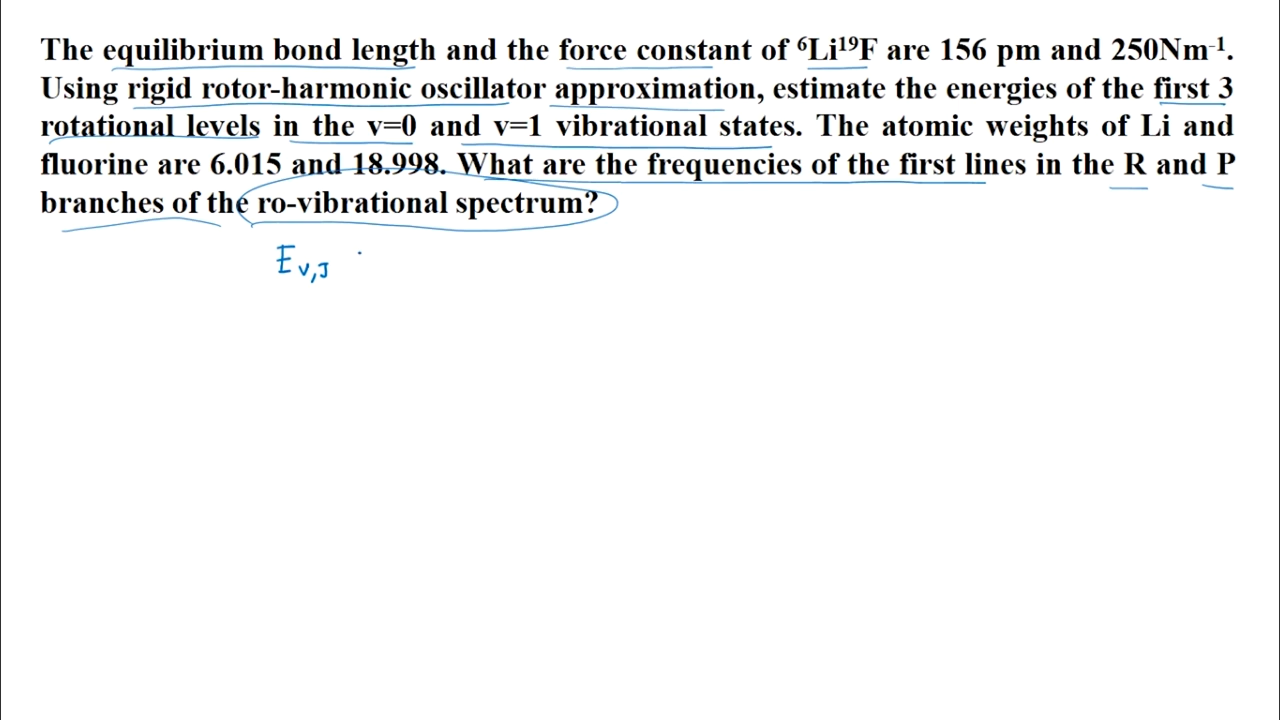 The equilibrium bond length and the force constant of ⁶Li¹⁹F are 156 pm and 250Nm⁻¹.
Using rigid rotor-harmonic oscillator approximation, estimate the energies of the first 3
rotational levels in the v=0 and v=1 vibrational states. The atomic weights of Li and
fluorine are 6.015 and 18.998. What are the frequencies of the first lines in the R and P
branches of the ro-vibrational spectrum?
E v,J